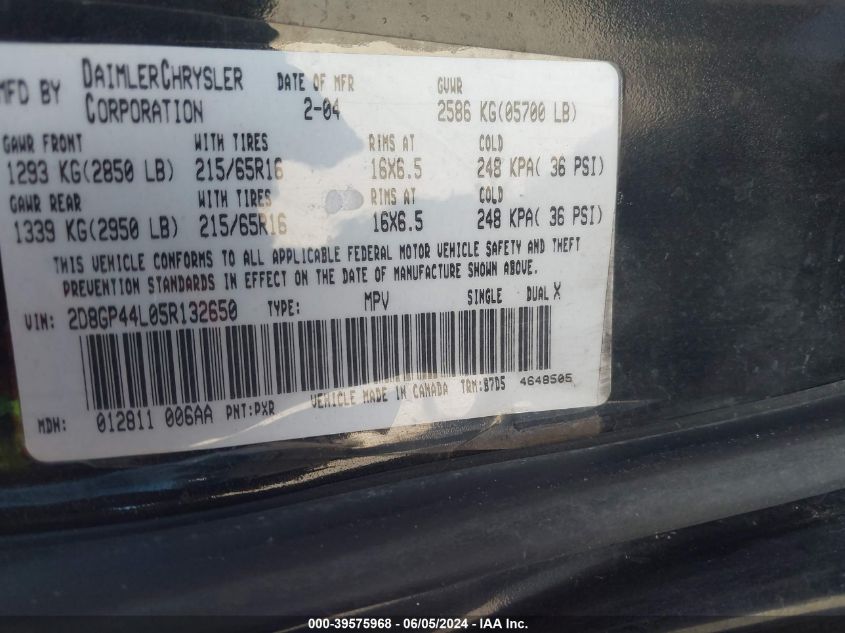 MFD BY DAIMLERCHRYSLER CORPORATION DATE OF MFR 2-04 GVWR 2586 KG(05700 LB)
GAWR FRONT WITH TIRES RIMS AT COLD
1293 KG(2850 LB) 215/65R16 16X6.5 248 KPA( 36 PSI)
GAWR REAR WITH TIRES RIMS AT COLD
1339 KG(2950 LB) 215/65R16 16X6.5 248 KPA( 36 PSI)
THIS VEHICLE CONFORMS TO ALL APPLICABLE FEDERAL MOTOR VEHICLE SAFETY AND THEFT
PREVENTION STANDARDS IN EFFECT ON THE DATE OF MANUFACTURE SHOWN ABOVE.
VIN: 2D8GP44L05R132650 TYPE: MPV SINGLE DUAL X
MDH: 012811 006AA PNT:PXR VEHICLE MADE IN CANADA TRM:B7D5 4648505
000-39575968 - 06/05/2024 - IAA Inc.